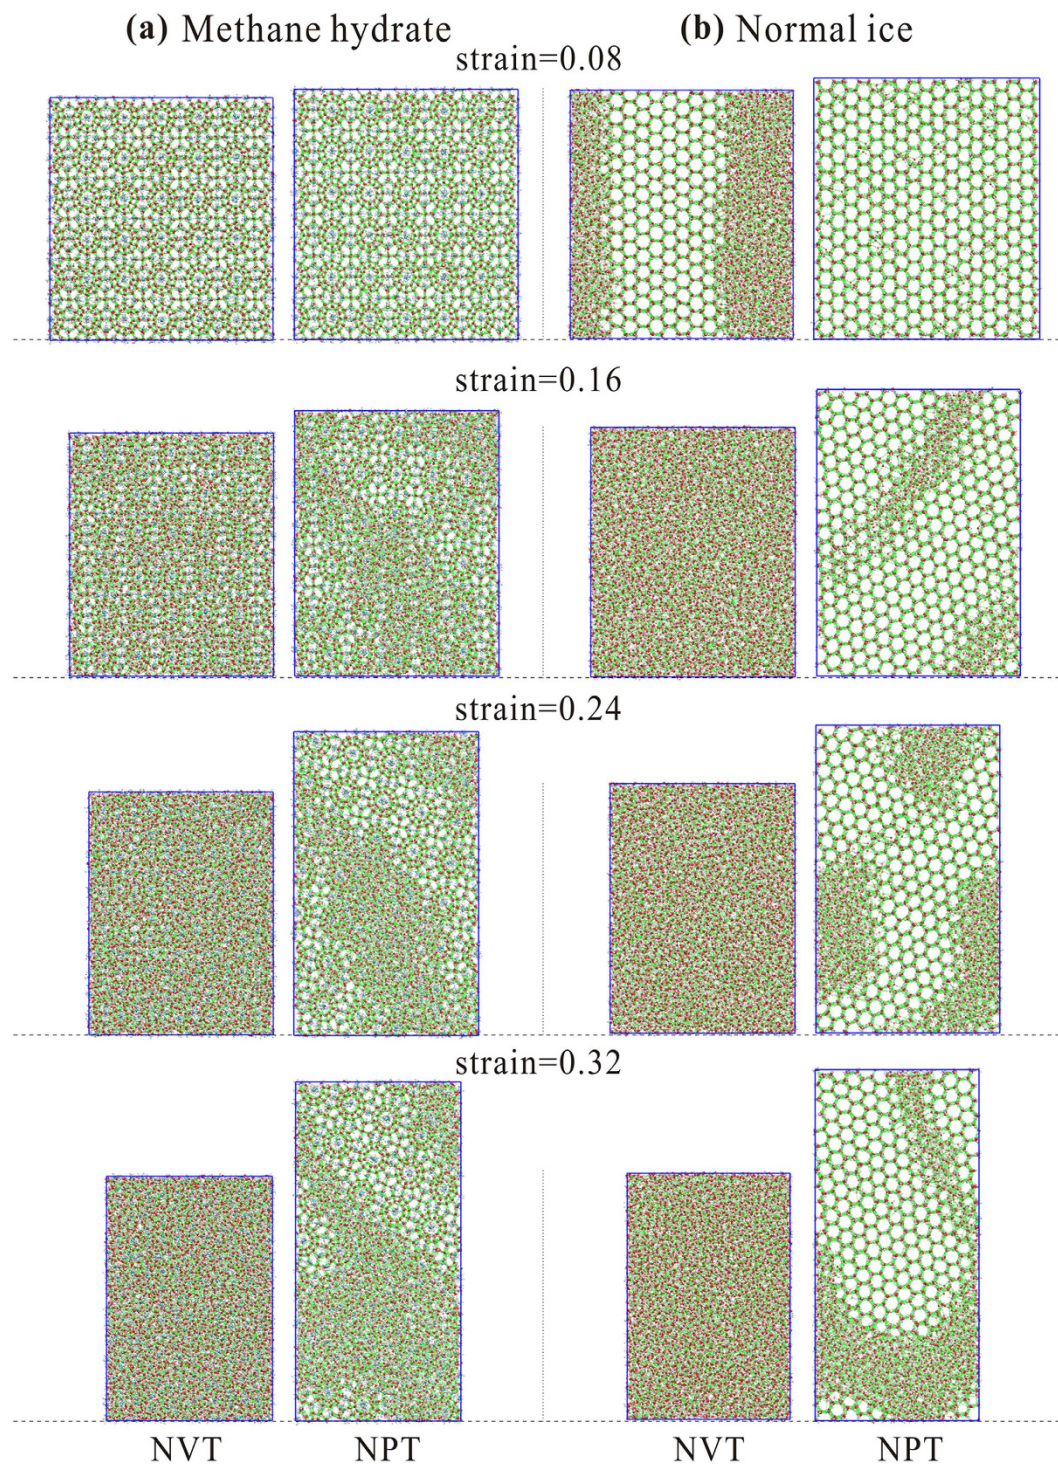 (a) Methane hydrate
(b) Normal ice
strain=0.08
strain=0.16
strain=0.24
strain=0.32
NVT
NPT
NVT
NPT